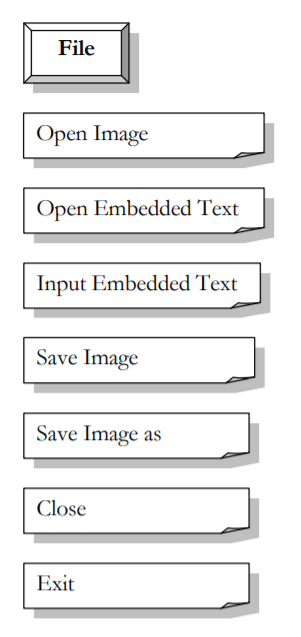 File
Open Image
Open Embedded Text
Input Embedded Text
Save Image
Save Image as
Close
Exit